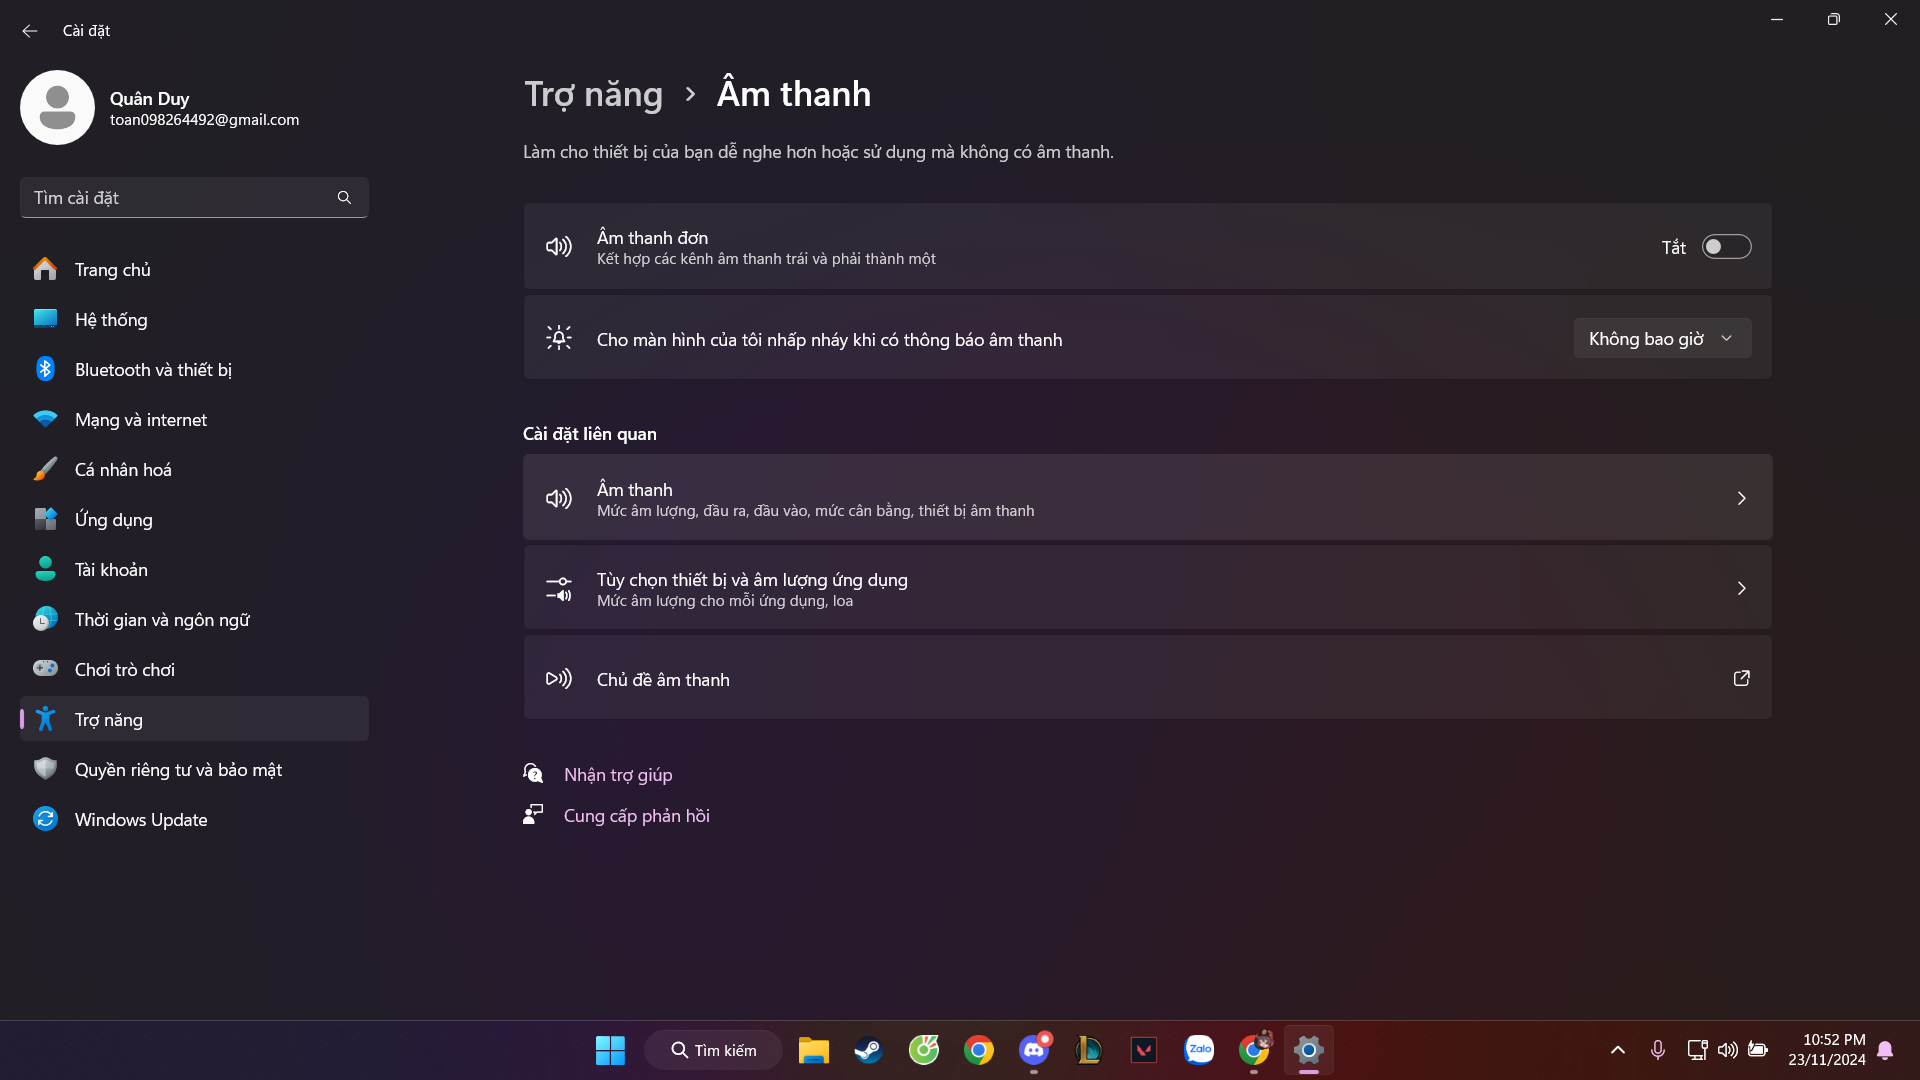 Cài đặt
Quân Duy
toan098264492@gmail.com
Tìm cài đặt
Trang chủ
Hệ thống
Bluetooth và thiết bị
Mạng và internet
Cá nhân hoá
Ứng dụng
Tài khoản
Thời gian và ngôn ngữ
Chơi trò chơi
Trợ năng
Quyền riêng tư và bảo mật
Windows Update
Trợ năng › Âm thanh
Làm cho thiết bị của bạn dễ nghe hơn hoặc sử dụng mà không có âm thanh.
Âm thanh đơn
Kết hợp các kênh âm thanh trái và phải thành một
Tắt
Cho màn hình của tôi nhấp nháy khi có thông báo âm thanh
Không bao giờ
Cài đặt liên quan
Âm thanh
Mức âm lượng, đầu ra, đầu vào, mức cân bằng, thiết bị âm thanh
Tùy chọn thiết bị và âm lượng ứng dụng
Mức âm lượng cho mỗi ứng dụng, loa
Chủ đề âm thanh
Nhận trợ giúp
Cung cấp phản hồi
Tìm kiếm
Zalo
10:52 PM
23/11/2024